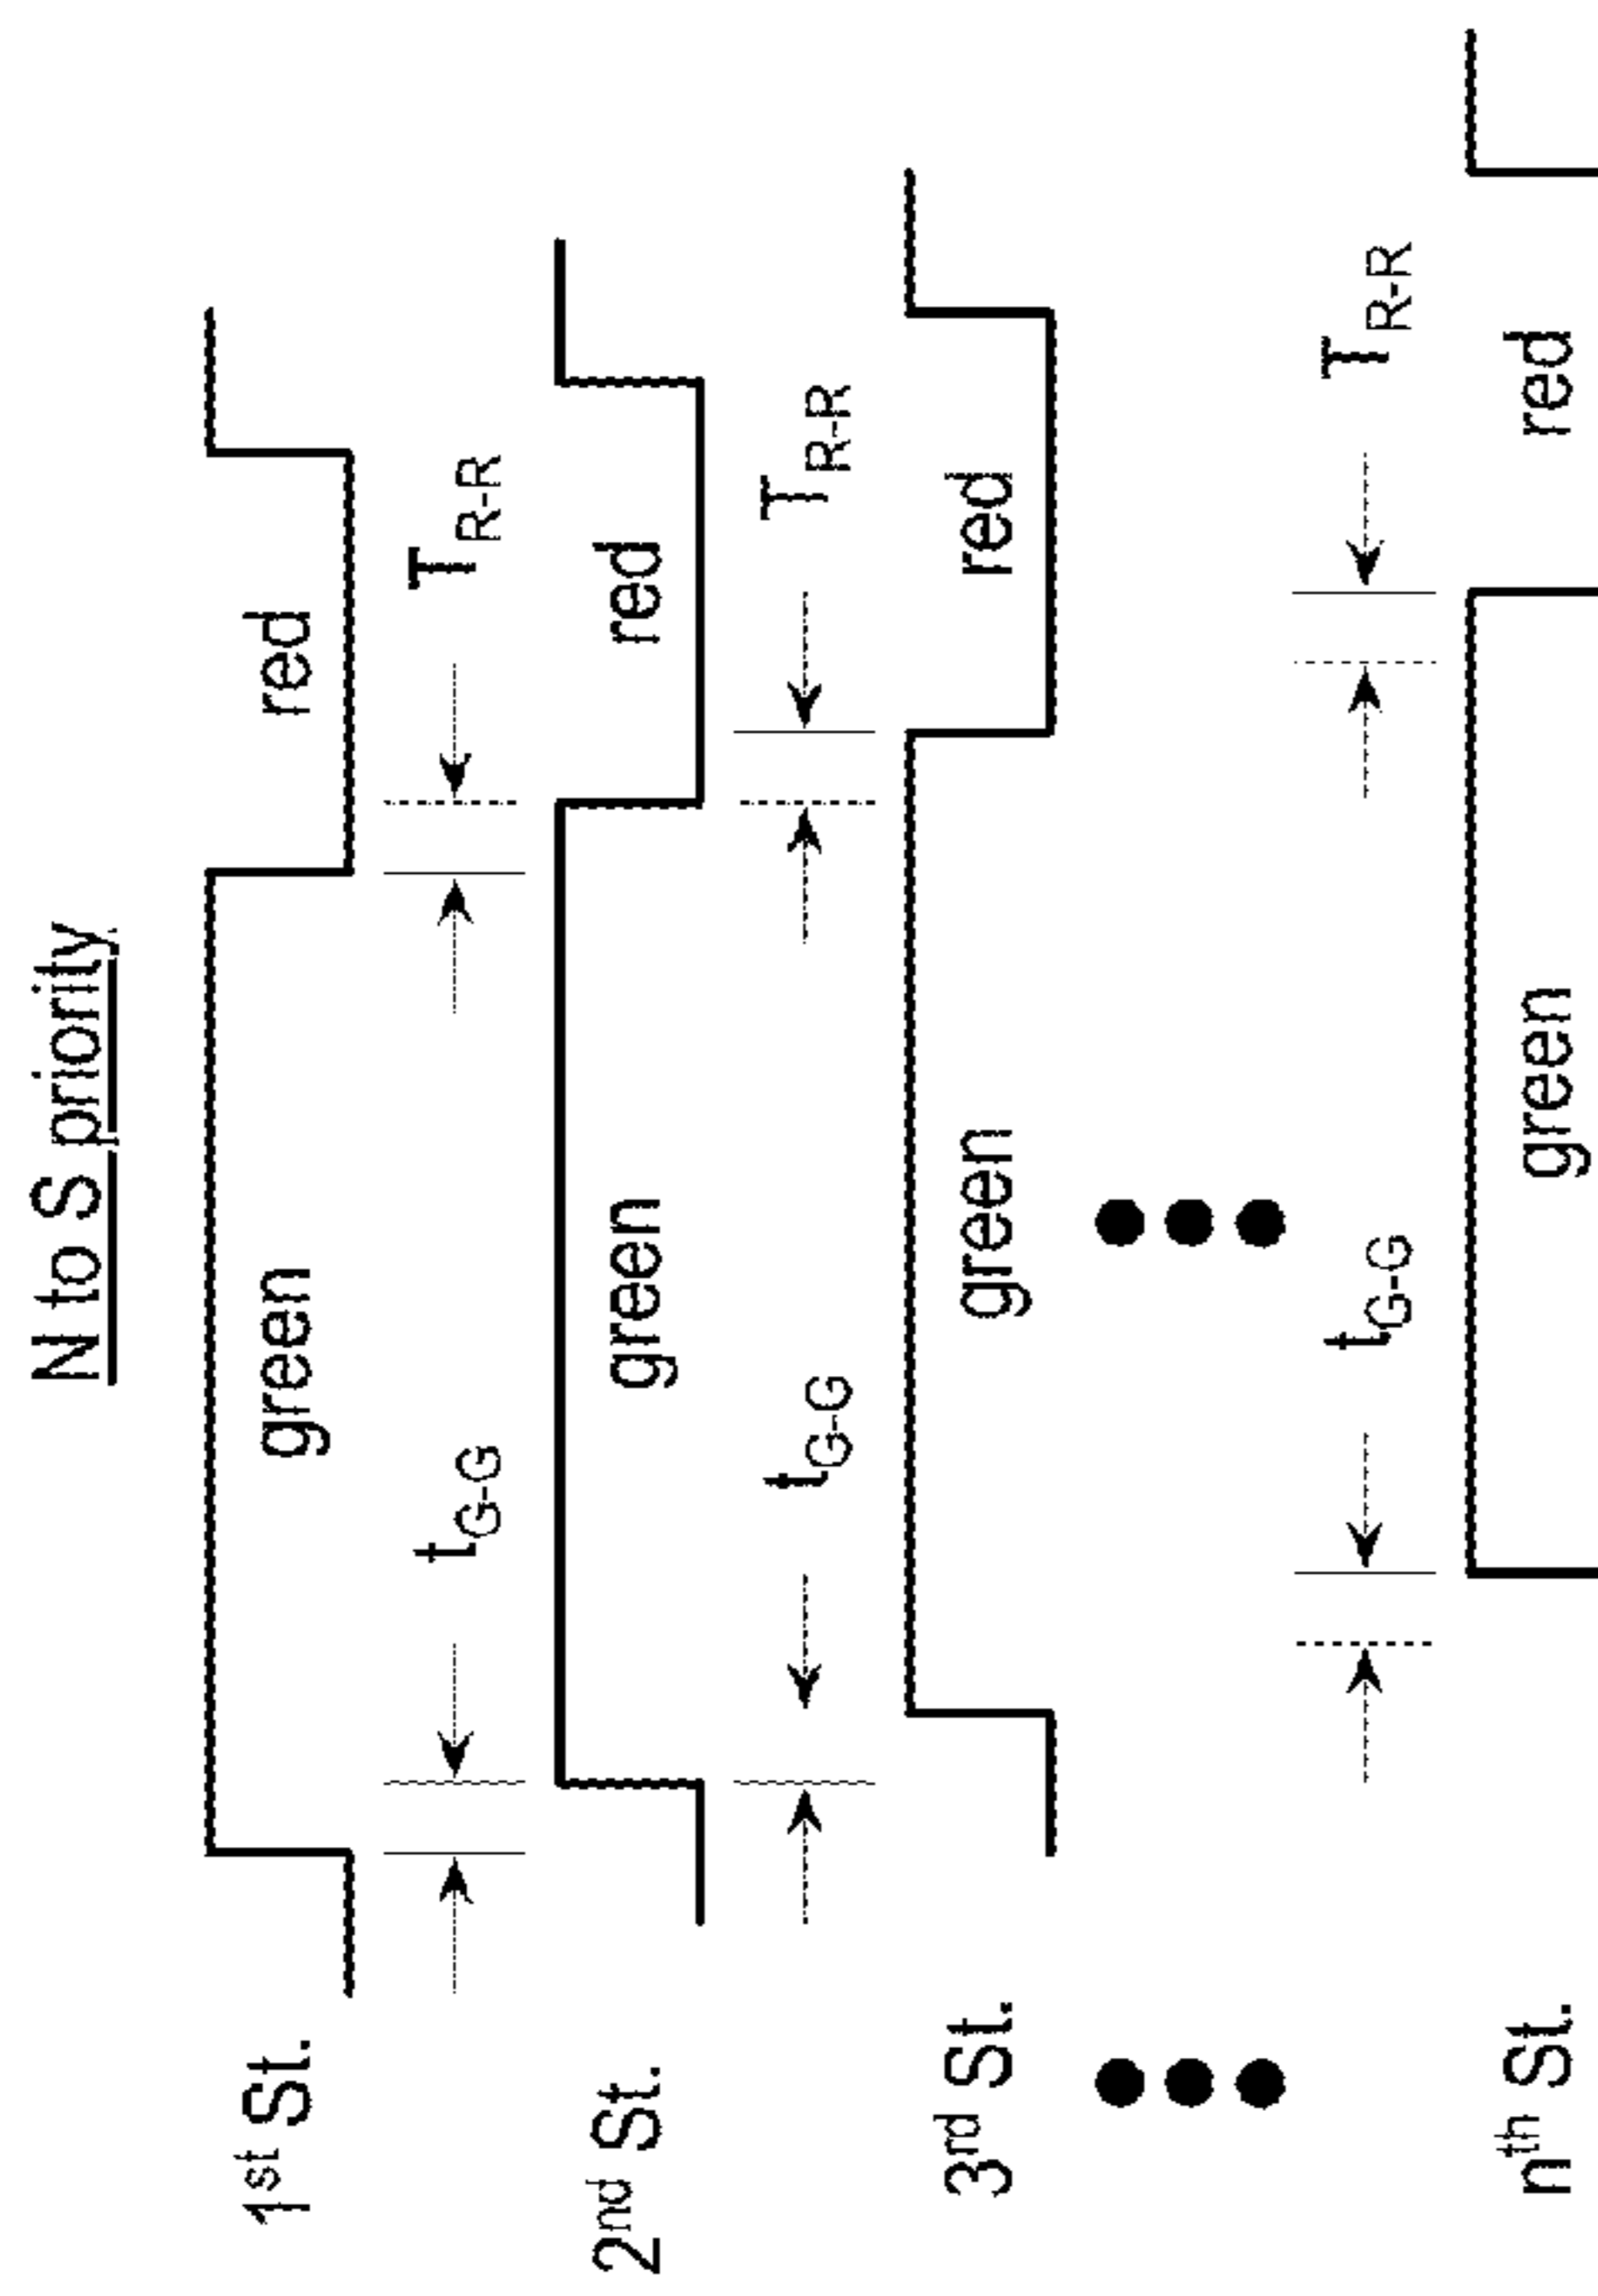 N to S priority
1st St.
green
red
tG-G
TR-R
2nd St.
green
red
tG-G
TR-R
3rd St.
green
red
tG-G
TR-R
nth St.
green
red